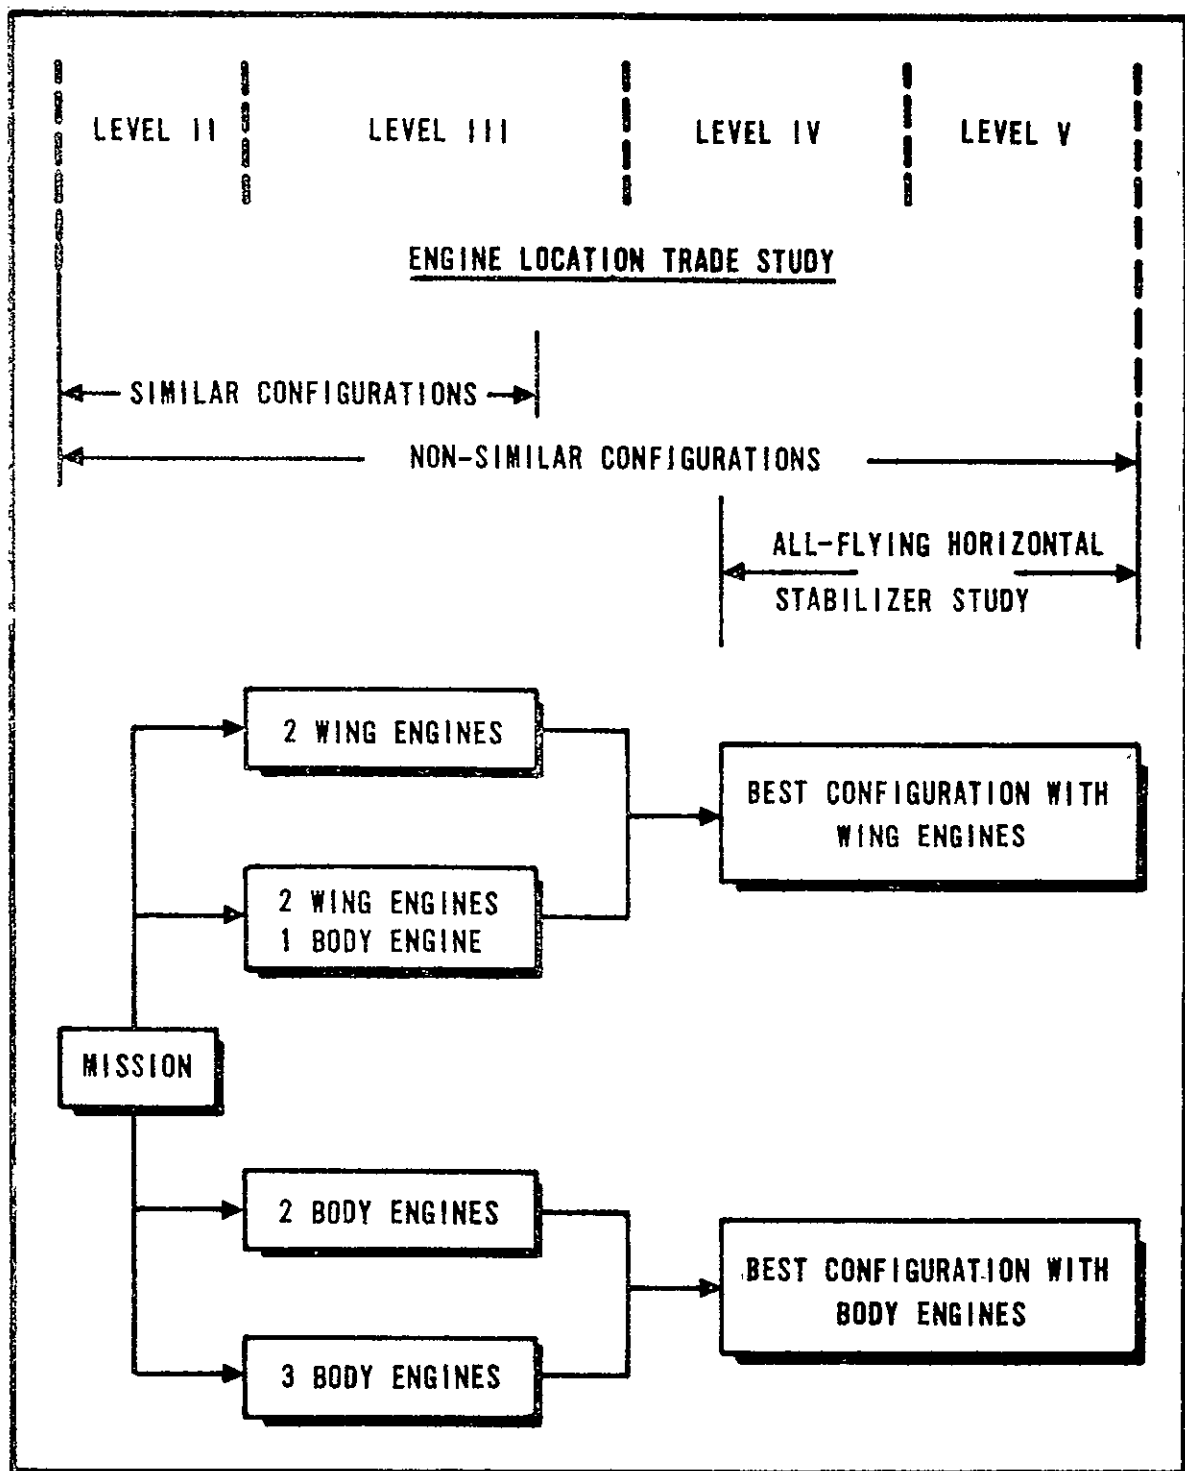 LEVEL II LEVEL III LEVEL IV LEVEL V
ENGINE LOCATION TRADE STUDY
SIMILAR CONFIGURATIONS
NON-SIMILAR CONFIGURATIONS
ALL-FLYING HORIZONTAL
STABILIZER STUDY
2 WING ENGINES
BEST CONFIGURATION WITH
WING ENGINES
2 WING ENGINES
1 BODY ENGINE
MISSION
2 BODY ENGINES
BEST CONFIGURATION WITH
BODY ENGINES
3 BODY ENGINES